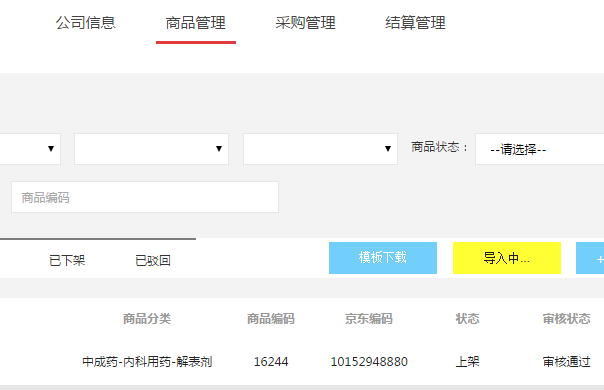 公司信息 商品管理 采购管理 结算管理
商品状态： --请选择--
商品编码
已下架 已驳回 模板下载 导入中... +
商品分类 商品编码 京东编码 状态 审核状态
中成药-内科用药-解表剂 16244 10152948880 上架 审核通过